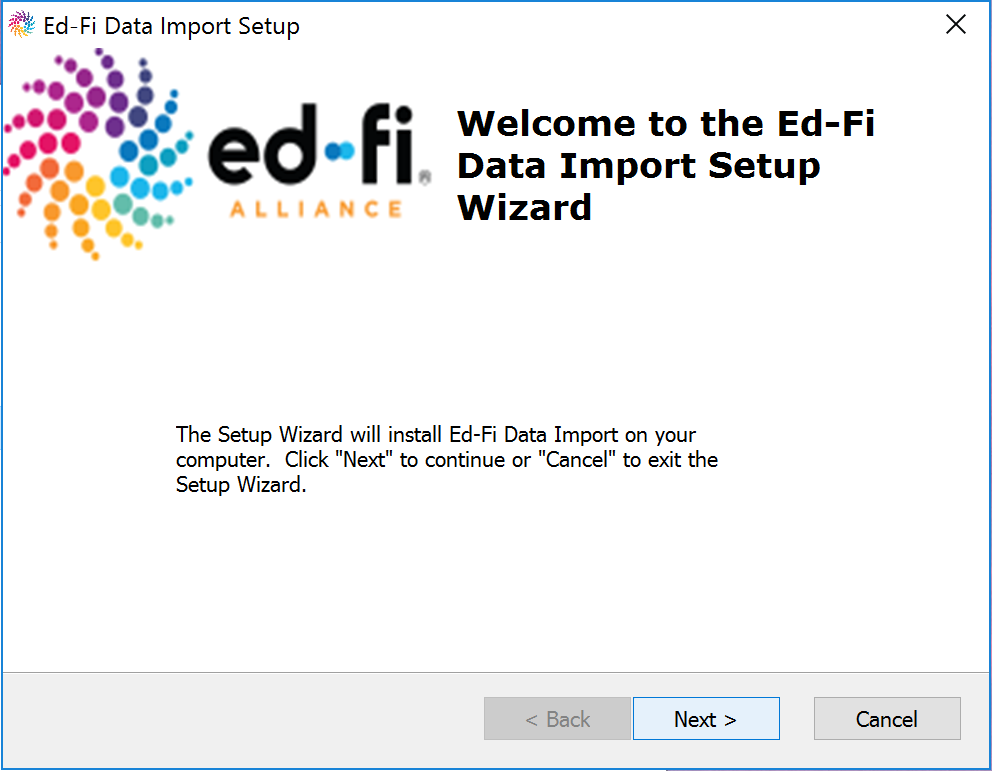 Ed-Fi Data Import Setup
ed-fi®
ALLIANCE
Welcome to the Ed-Fi
Data Import Setup
Wizard
The Setup Wizard will install Ed-Fi Data Import on your
computer.  Click "Next" to continue or "Cancel" to exit the
Setup Wizard.
< Back
Next >
Cancel